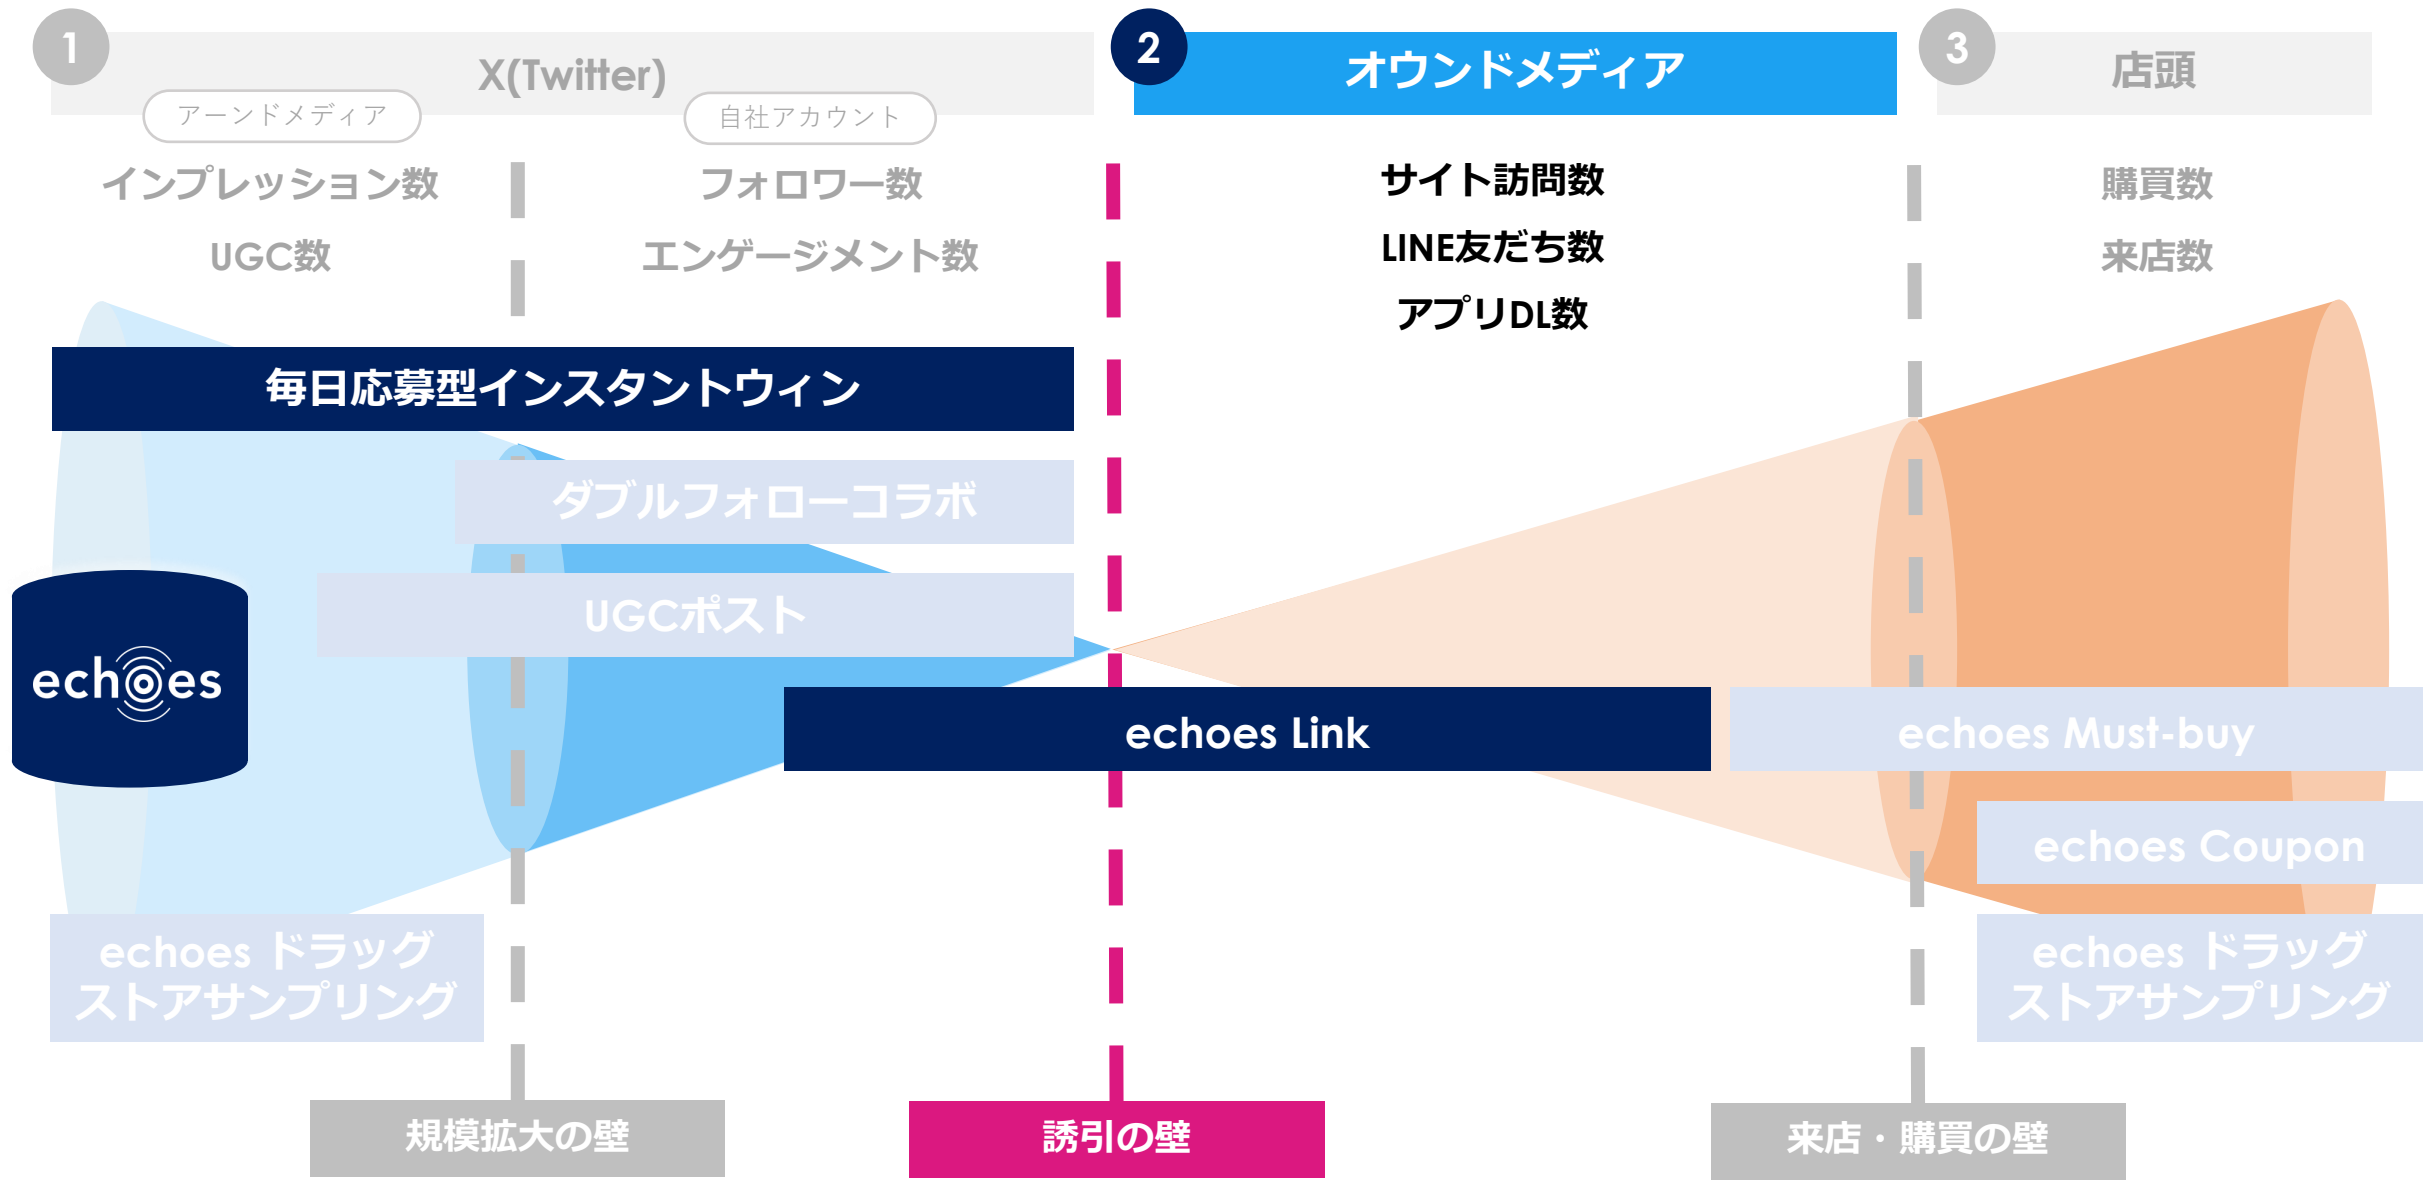 1
X(Twitter)
アーンドメディア
自社アカウント
インプレッション数
UGC数
フォロワー数
エンゲージメント数
2
オウンドメディア
サイト訪問数
LINE友だち数
アプリDL数
3
店頭
購買数
来店数
毎日応募型インスタントウィン
ダブルフォローコラボ
UGCポスト
echoes
echoes Link
echoes Must-buy
echoes Coupon
echoes ドラッグ
ストアサンプリング
echoes ドラッグ
ストアサンプリング
規模拡大の壁
誘引の壁
来店・購買の壁